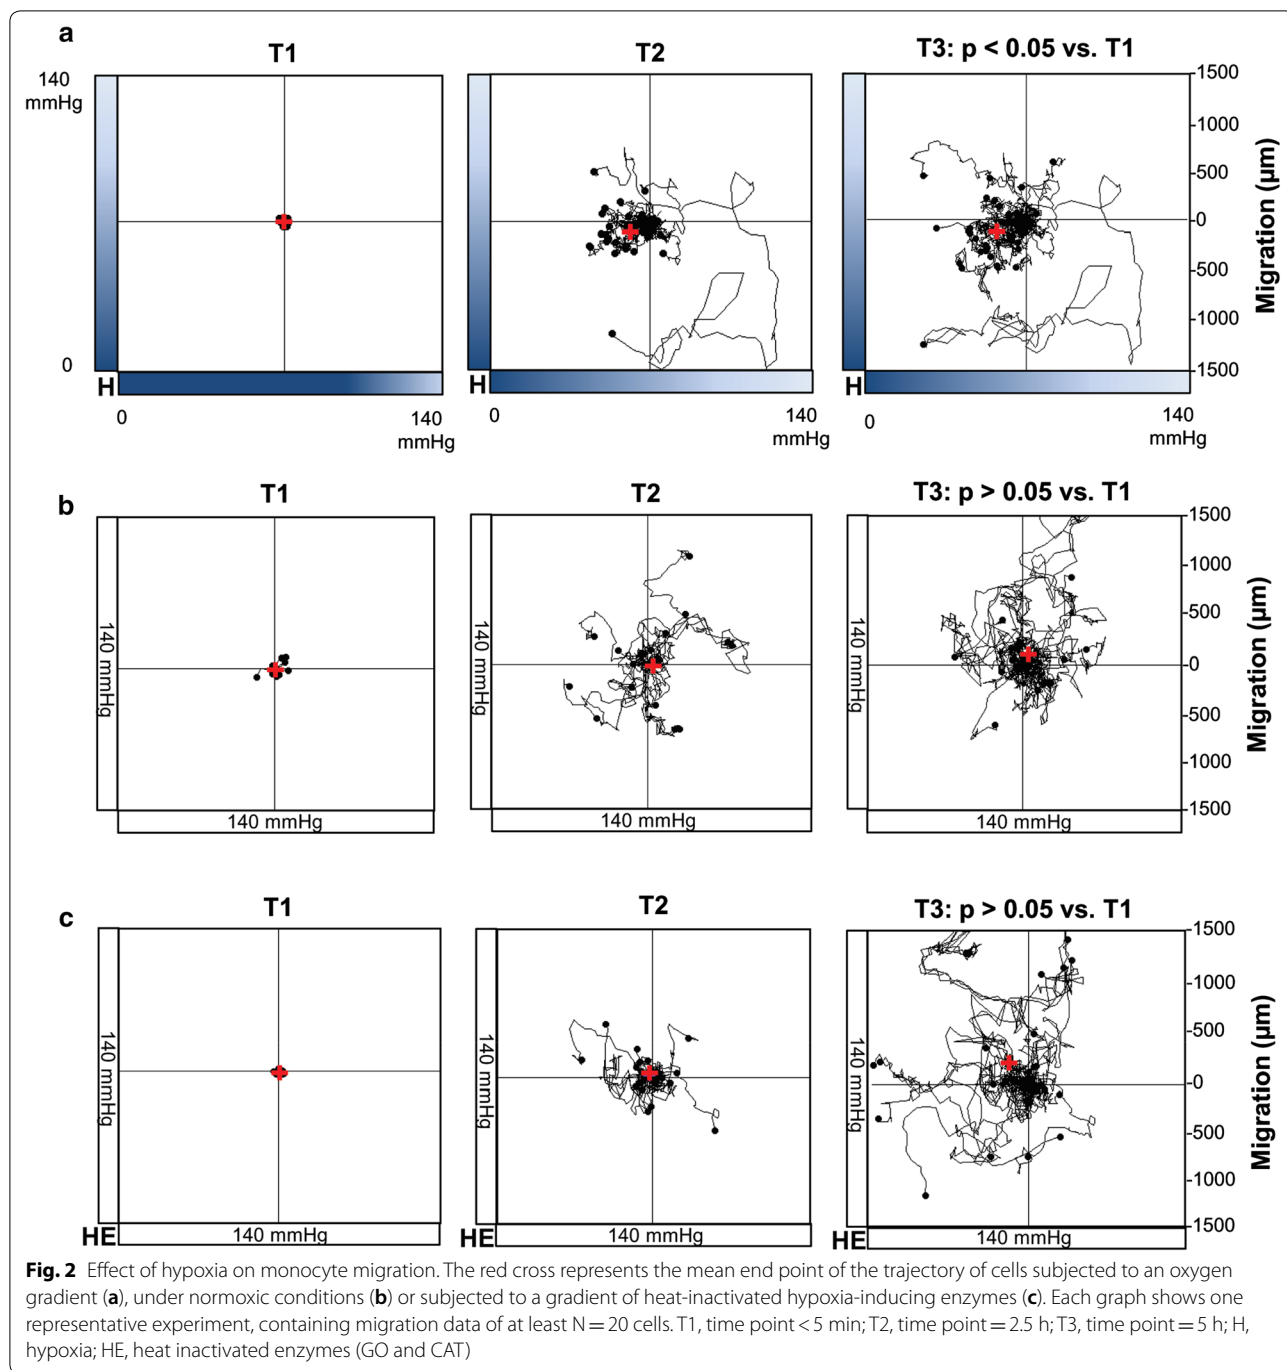 a
T1
T2
T3: p < 0.05 vs. T1
140
mmHg
0
H
0
140
mmHg
H
0
140
mmHg
H
0
140
mmHg
-1500
-1000
-500
-0
-500
-1000
-1500
Migration (µm)
b
T1
T2
T3: p > 0.05 vs. T1
140 mmHg
140 mmHg
140 mmHg
140 mmHg
140 mmHg
140 mmHg
-1500
-1000
-500
-0
-500
-1000
-1500
Migration (µm)
c
T1
T2
T3: p > 0.05 vs. T1
140 mmHg
HE
140 mmHg
140 mmHg
HE
140 mmHg
140 mmHg
HE
140 mmHg
-1500
-1000
-500
-0
-500
-1000
-1500
Migration (µm)
Fig. 2 Effect of hypoxia on monocyte migration. The red cross represents the mean end point of the trajectory of cells subjected to an oxygen
gradient (a), under normoxic conditions (b) or subjected to a gradient of heat-inactivated hypoxia-inducing enzymes (c). Each graph shows one
representative experiment, containing migration data of at least N = 20 cells. T1, time point < 5 min; T2, time point = 2.5 h; T3, time point = 5 h; H,
hypoxia; HE, heat inactivated enzymes (GO and CAT)